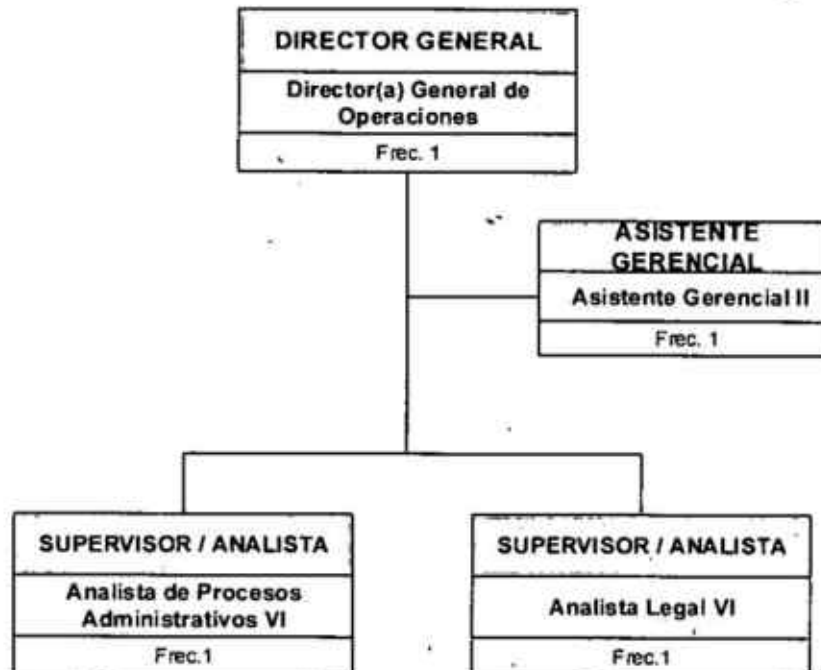 DIRECTOR GENERAL
Director(a) General de
Operaciones
Frec. 1
ASISTENTE
GERENCIAL
Asistente Gerencial II
Frec. 1
SUPERVISOR / ANALISTA
Analista de Procesos
Administrativos VI
Frec.1
SUPERVISOR / ANALISTA
Analista Legal VI
Frec.1